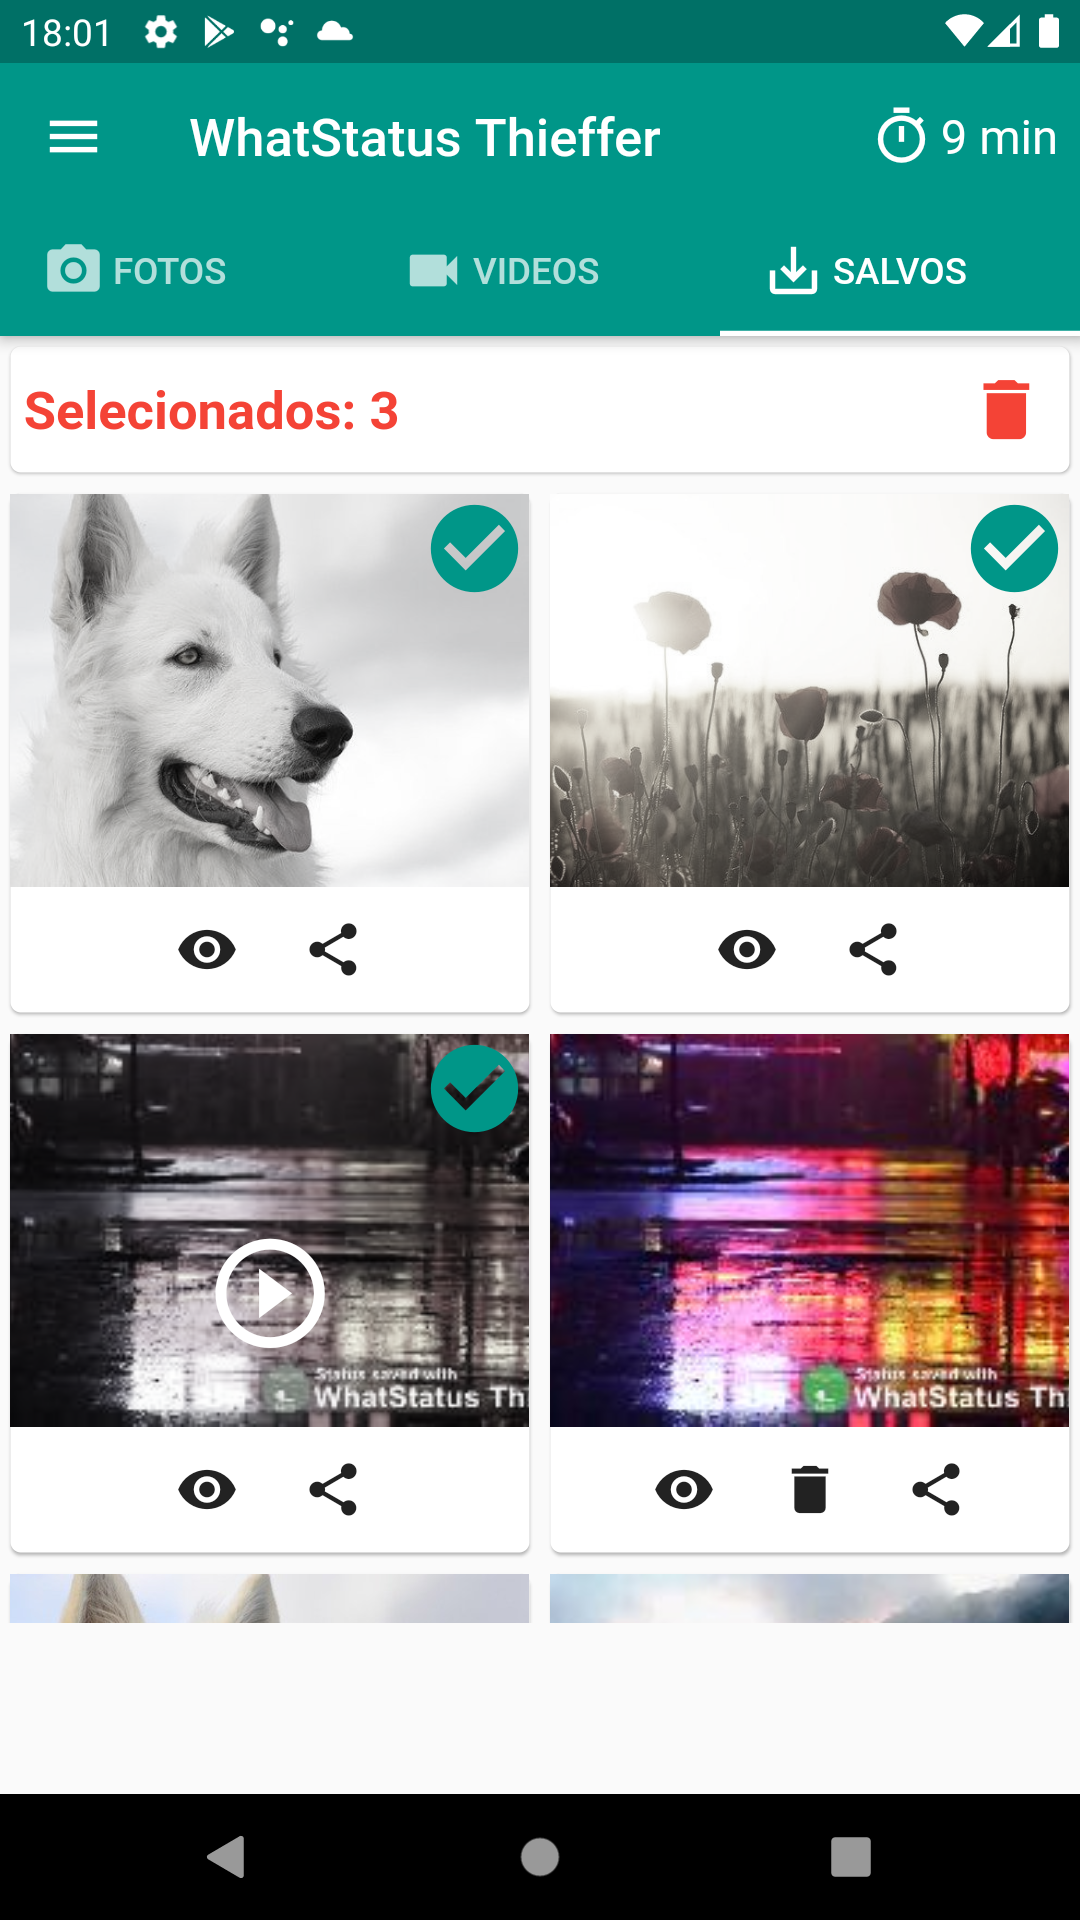 18:01
WhatStatus Thieffer
9 min
FOTOS
VIDEOS
SALVOS
Selecionados: 3
Status saved with
WhatStatus Th
Status saved with
WhatStatus Th